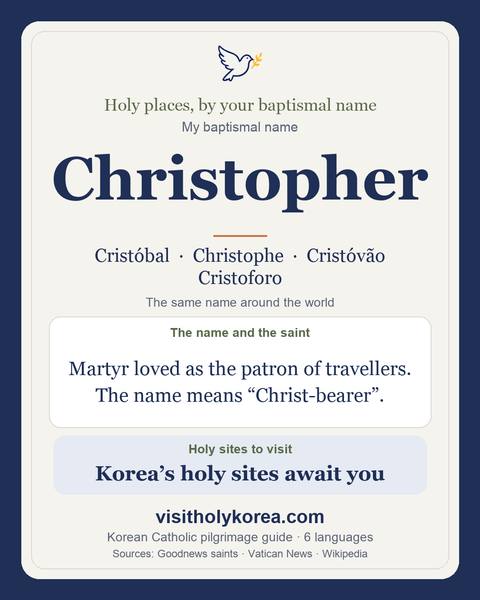 Holy places, by your baptismal name
My baptismal name
Christopher
Cristóbal · Christophe · Cristóvão
Cristoforo
The same name around the world
The name and the saint
Martyr loved as the patron of travellers.
The name means “Christ-bearer”.
Holy sites to visit
Korea’s holy sites await you
visitholykorea.com
Korean Catholic pilgrimage guide · 6 languages
Sources: Goodnews saints · Vatican News · Wikipedia